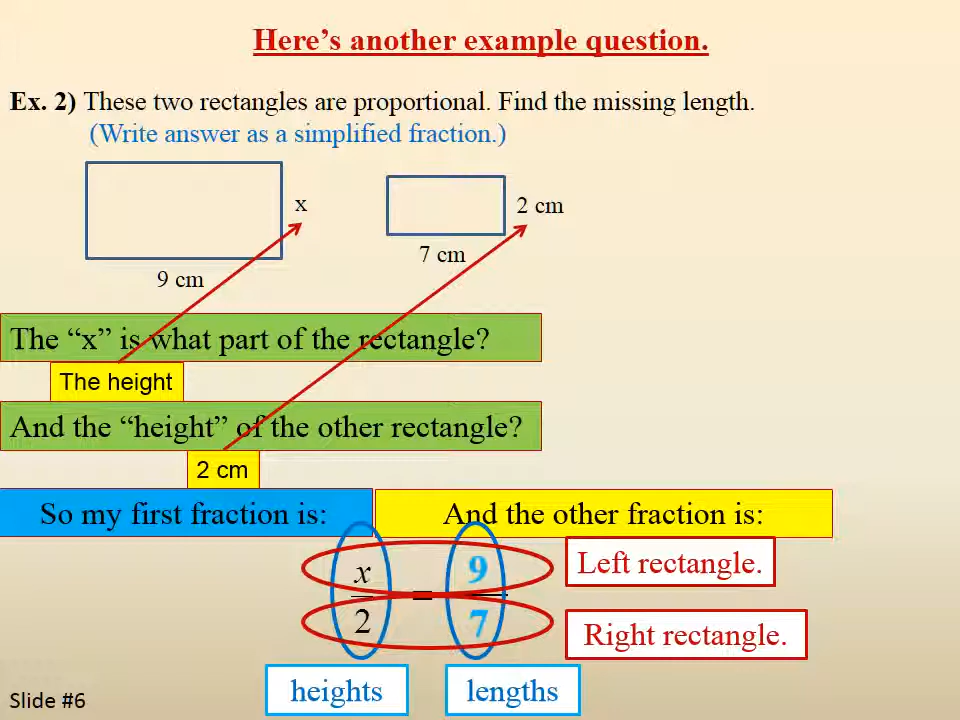 Here's another example question.
Ex. 2) These two rectangles are proportional. Find the missing length.
(Write answer as a simplified fraction.)
x
2 cm
7 cm
9 cm
The “x” is what part of the rectangle?
The height
And the “height” of the other rectangle?
2 cm
So my first fraction is:
And the other fraction is:
x/2 = 9/7
Left rectangle.
Right rectangle.
heights
lengths
Slide #6